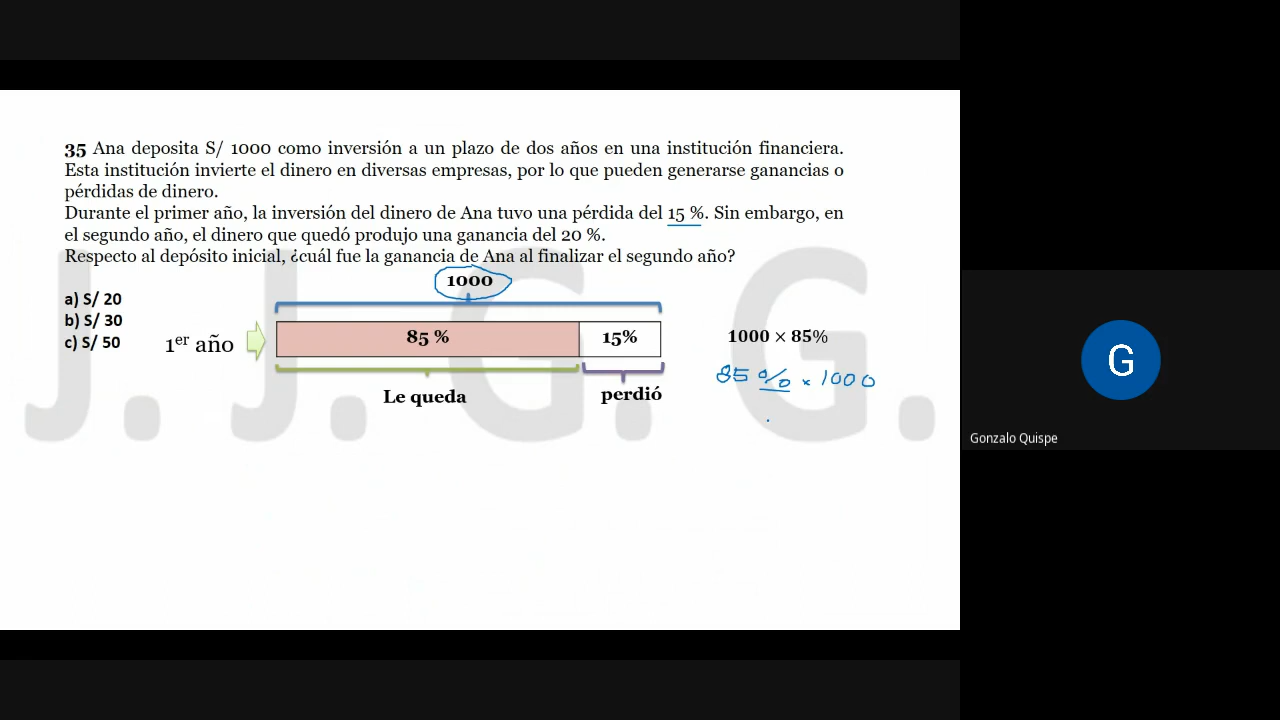 35 Ana deposita S/ 1000 como inversión a un plazo de dos años en una institución financiera.
Esta institución invierte el dinero en diversas empresas, por lo que pueden generarse ganancias o
pérdidas de dinero.
Durante el primer año, la inversión del dinero de Ana tuvo una pérdida del 15 %. Sin embargo, en
el segundo año, el dinero que quedó produjo una ganancia del 20 %.
Respecto al depósito inicial, ¿cuál fue la ganancia de Ana al finalizar el segundo año?
1000
a) S/ 20
b) S/ 30
c) S/ 50
1er año
85 %
15%
1000 × 85%
85 % × 1000
Le queda
perdió
J. J. G. G.
G
Gonzalo Quispe